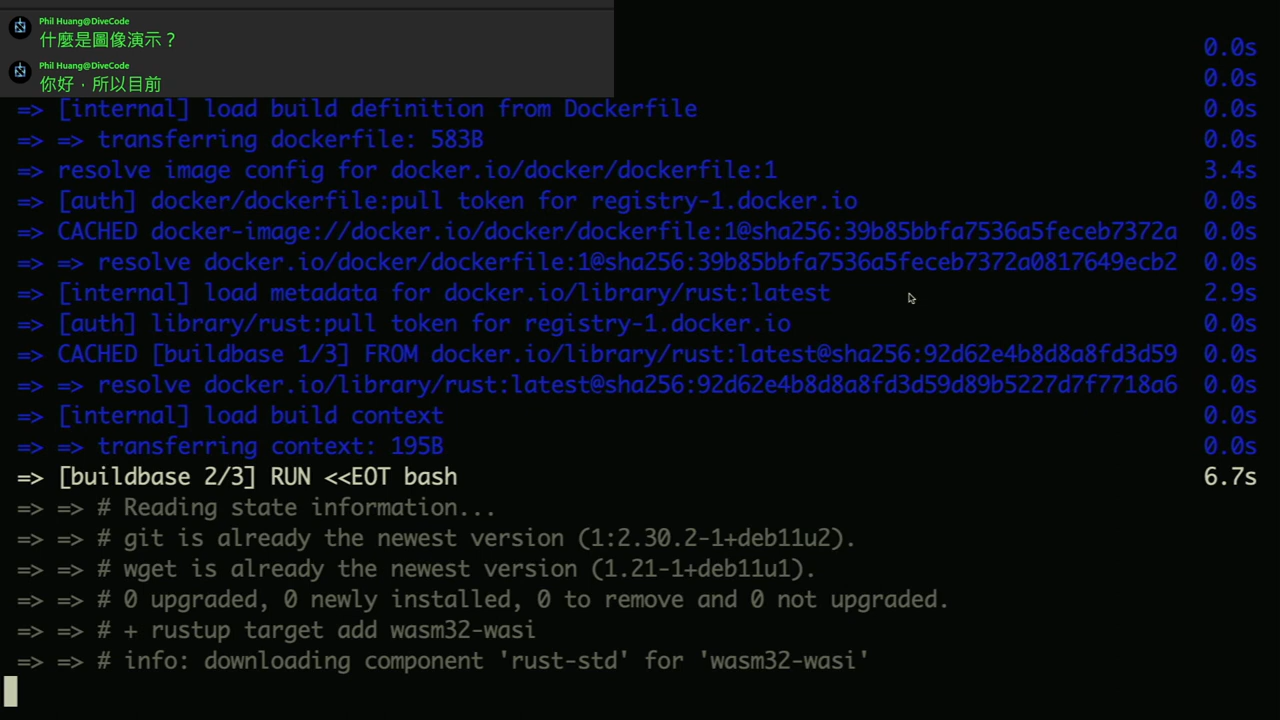 Phil Huang@DiveCode
什麼是圖像演示？
Phil Huang@DiveCode
你好，所以目前
0.0s
0.0s
=> [internal] load build definition from Dockerfile 0.0s
=> => transferring dockerfile: 583B 0.0s
=> resolve image config for docker.io/docker/dockerfile:1 3.4s
=> [auth] docker/dockerfile:pull token for registry-1.docker.io 0.0s
=> CACHED docker-image://docker.io/docker/dockerfile:1@sha256:39b85bbfa7536a5feceb7372a 0.0s
=> => resolve docker.io/docker/dockerfile:1@sha256:39b85bbfa7536a5feceb7372a0817649ecb2 0.0s
=> [internal] load metadata for docker.io/library/rust:latest 2.9s
=> [auth] library/rust:pull token for registry-1.docker.io 0.0s
=> CACHED [buildbase 1/3] FROM docker.io/library/rust:latest@sha256:92d62e4b8d8a8fd3d59 0.0s
=> => resolve docker.io/library/rust:latest@sha256:92d62e4b8d8a8fd3d59d89b5227d7f7718a6 0.0s
=> [internal] load build context 0.0s
=> => transferring context: 195B 0.0s
=> [buildbase 2/3] RUN <<EOT bash 6.7s
=> => # Reading state information...
=> => # git is already the newest version (1:2.30.2-1+deb11u2).
=> => # wget is already the newest version (1.21-1+deb11u1).
=> => # 0 upgraded, 0 newly installed, 0 to remove and 0 not upgraded.
=> => # + rustup target add wasm32-wasi
=> => # info: downloading component 'rust-std' for 'wasm32-wasi'